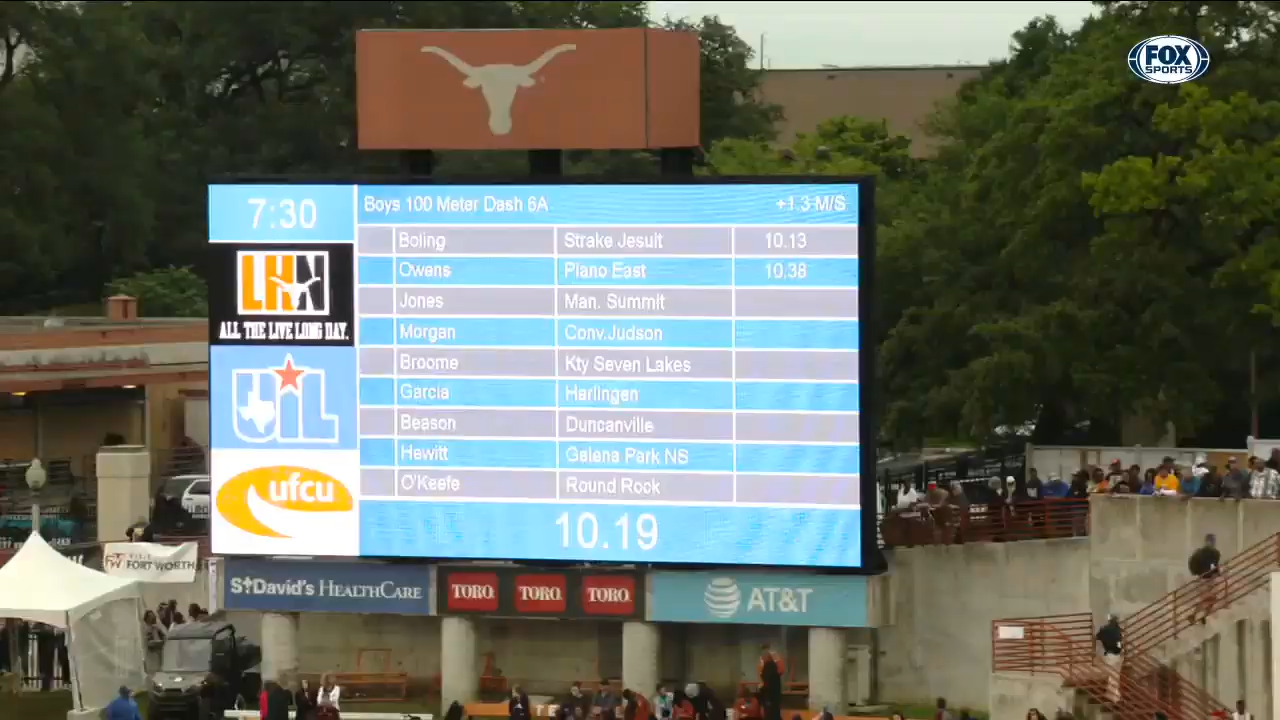 FOX
SPORTS
7:30
Boys 100 Meter Dash 6A +1.3 M/S
Boling Strake Jesuit 10.13
Owens Plano East 10.38
Jones Man. Summit
Morgan Conv.Judson
Broome Kty Seven Lakes
Garcia Harlingen
Beason Duncanville
Hewitt Galena Park NS
O'Keefe Round Rock
10.19
LHN
ALL THE LIVE LONG DAY.
UIL
ufcu
St David's HEALTHCARE
TORO TORO TORO
AT&T
FORT WORTH